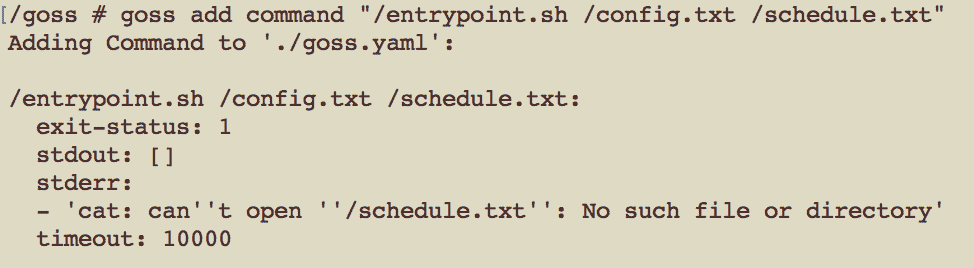 [/goss # goss add command "/entrypoint.sh /config.txt /schedule.txt"
Adding Command to './goss.yaml':

/entrypoint.sh /config.txt /schedule.txt:
  exit-status: 1
  stdout: []
  stderr:
  - 'cat: can''t open ''/schedule.txt'': No such file or directory'
  timeout: 10000